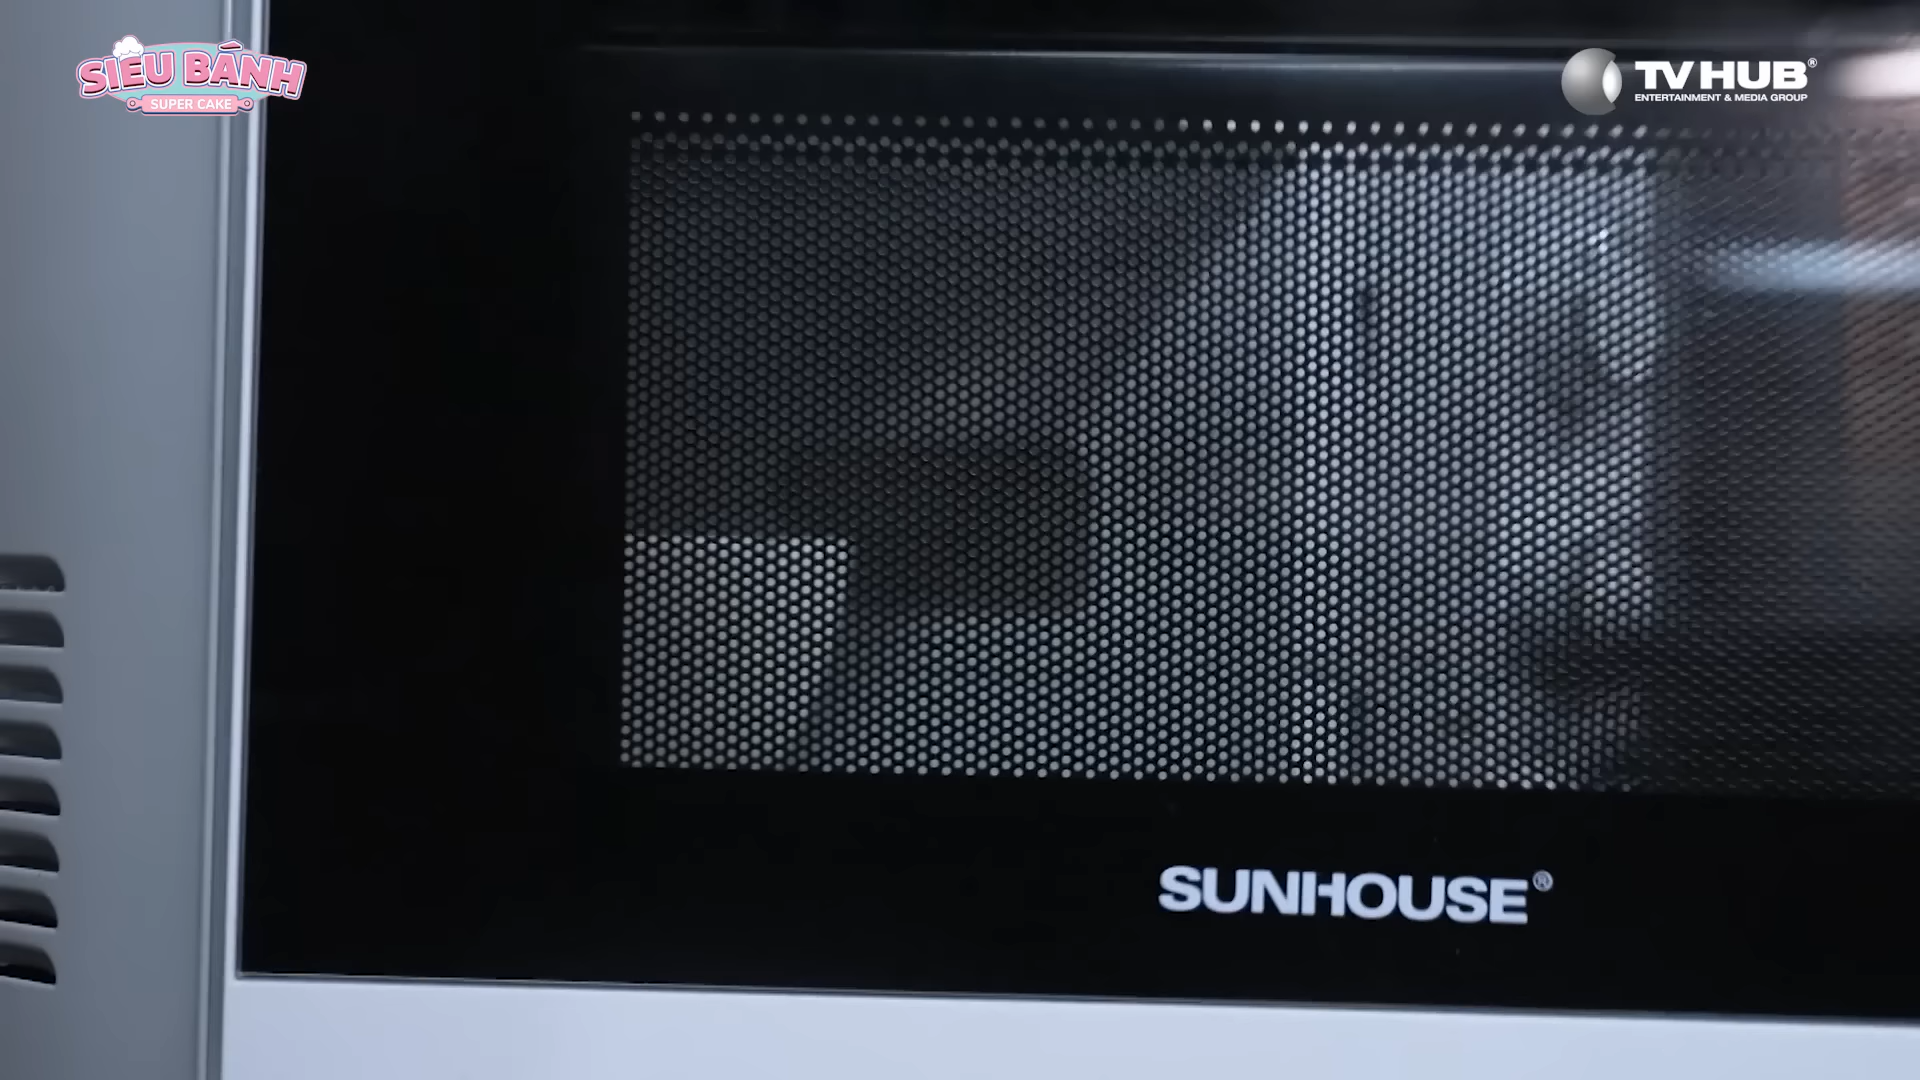 SIÊU BÁNH
SUPER CAKE
TV HUB®
ENTERTAINMENT & MEDIA GROUP
SUNHOUSE®